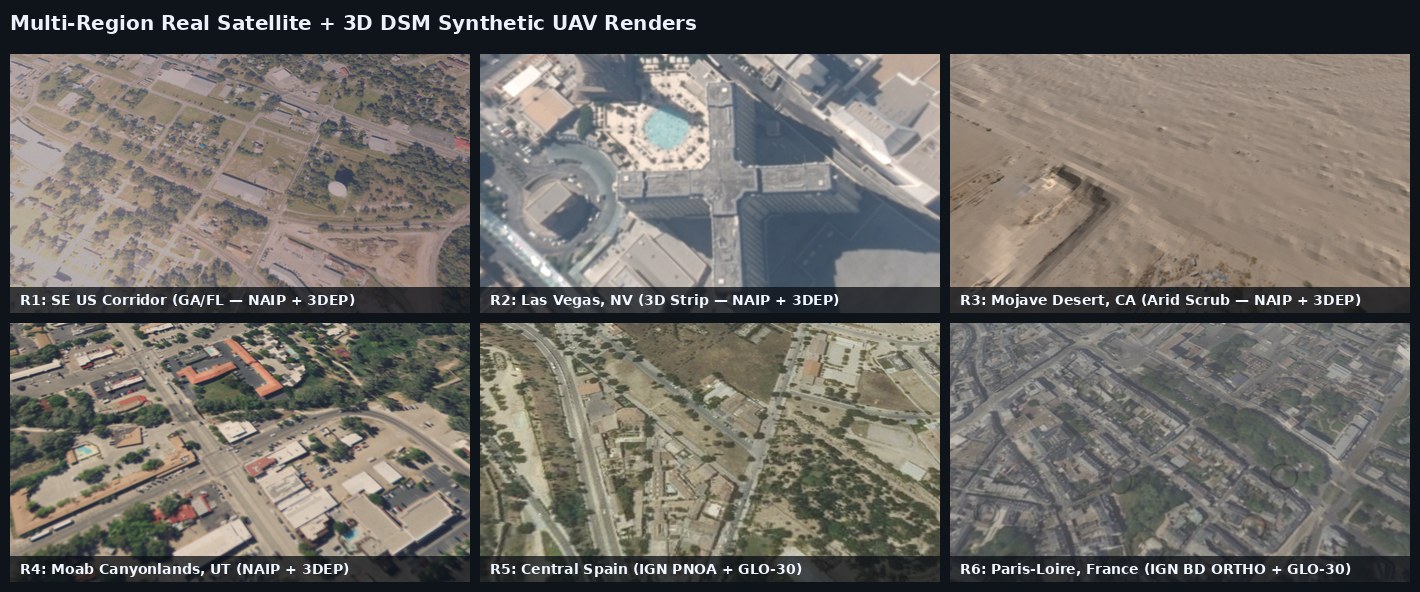 Multi-Region Real Satellite + 3D DSM Synthetic UAV Renders
R1: SE US Corridor (GA/FL — NAIP + 3DEP)
R2: Las Vegas, NV (3D Strip — NAIP + 3DEP)
R3: Mojave Desert, CA (Arid Scrub — NAIP + 3DEP)
R4: Moab Canyonlands, UT (NAIP + 3DEP)
R5: Central Spain (IGN PNOA + GLO-30)
R6: Paris-Loire, France (IGN BD ORTHO + GLO-30)